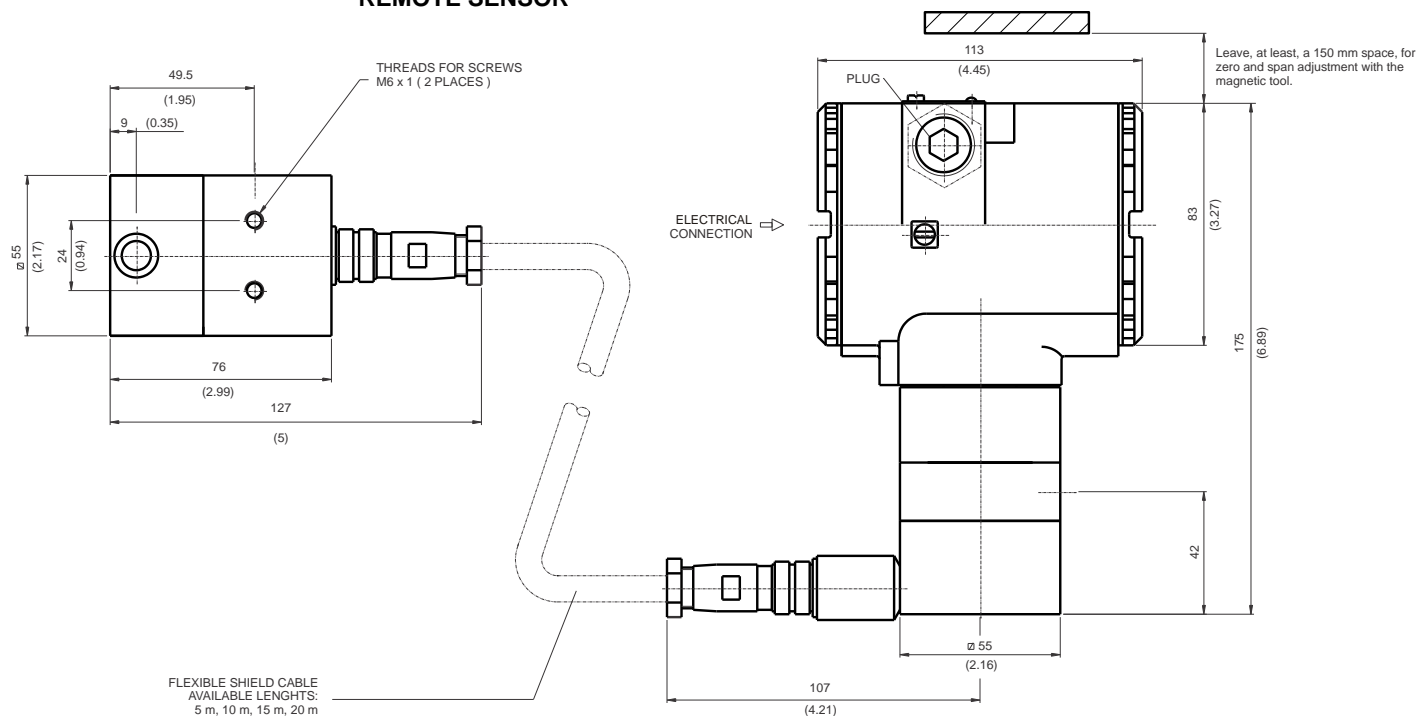 REMOTE SENSOR
THREADS FOR SCREWS
M6 x 1 ( 2 PLACES )
49.5
(1.95)
9 (0.35)
55
(2.17)
24
(0.94)
76
(2.99)
127
(5)
FLEXIBLE SHIELD CABLE
AVAILABLE LENGHTS:
5 m, 10 m, 15 m, 20 m
113
(4.45)
PLUG
Leave, at least, a 150 mm space, for
zero and span adjustment with the
magnetic tool.
ELECTRICAL
CONNECTION
83
(3.27)
175
(6.89)
42
55
(2.16)
107
(4.21)